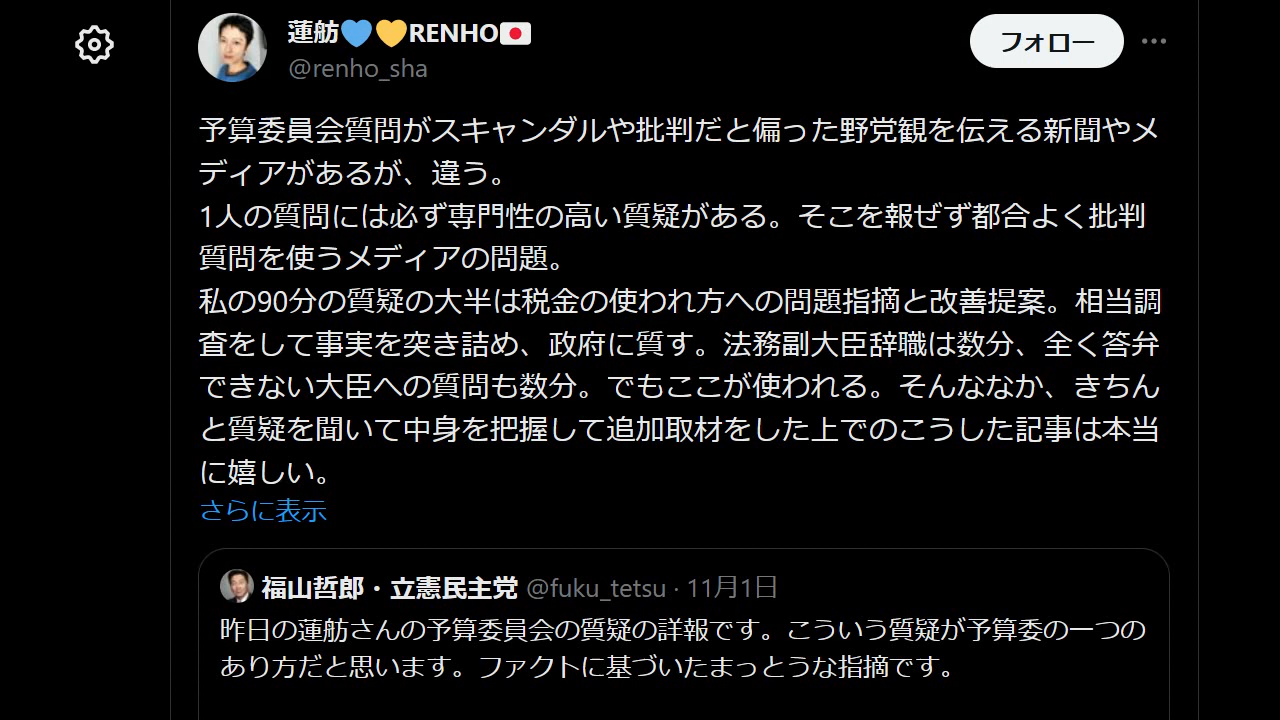 蓮舫💙💛RENHO🇯🇵
@renho_sha
フォロー
予算委員会質問がスキャンダルや批判だと偏った野党観を伝える新聞やメ
ディアがあるが、違う。
1人の質問には必ず専門性の高い質疑がある。そこを報ぜず都合よく批判
質問を使うメディアの問題。
私の90分の質疑の大半は税金の使われ方への問題指摘と改善提案。相当調
査をして事実を突き詰め、政府に質す。法務副大臣辞職は数分、全く答弁
できない大臣への質問も数分。でもここが使われる。そんななか、きちん
と質疑を聞いて中身を把握して追加取材をした上でのこうした記事は本当
に嬉しい。
さらに表示
福山哲郎・立憲民主党 @fuku_tetsu · 11月1日
昨日の蓮舫さんの予算委員会の質疑の詳報です。こういう質疑が予算委の一つの
あり方だと思います。ファクトに基づいたまっとうな指摘です。